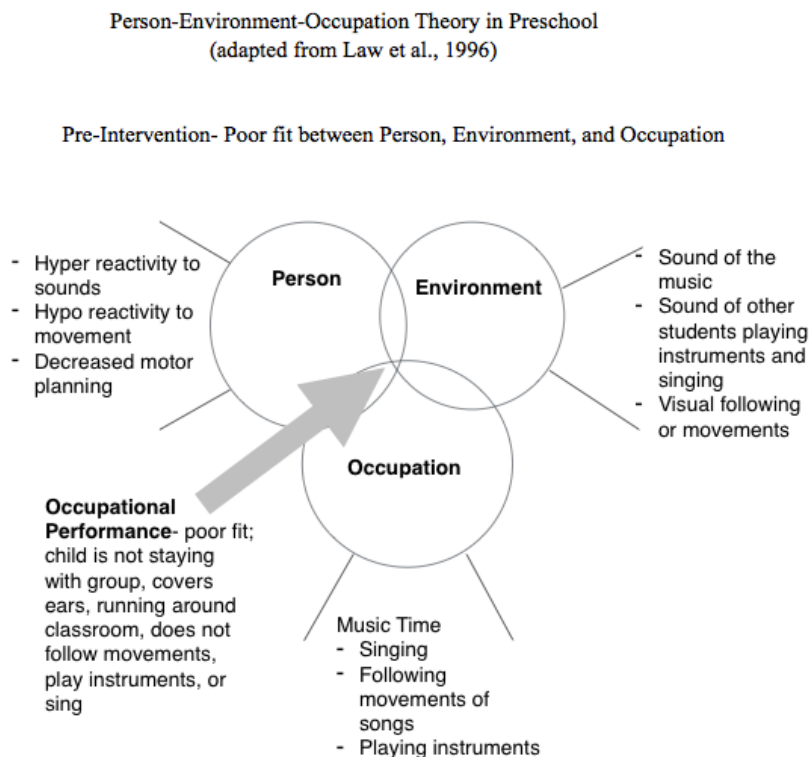 Person-Environment-Occupation Theory in Preschool
(adapted from Law et al., 1996)
Pre-Intervention- Poor fit between Person, Environment, and Occupation
- Hyper reactivity to
sounds
- Hypo reactivity to
movement
- Decreased motor
planning
Person
Environment
- Sound of the
music
- Sound of other
students playing
instruments and
singing
- Visual following
or movements
Occupation
Occupational
Performance- poor fit;
child is not staying
with group, covers
ears, running around
classroom, does not
follow movements,
play instruments, or
sing
Music Time
- Singing
- Following
movements of
songs
- Playing instruments